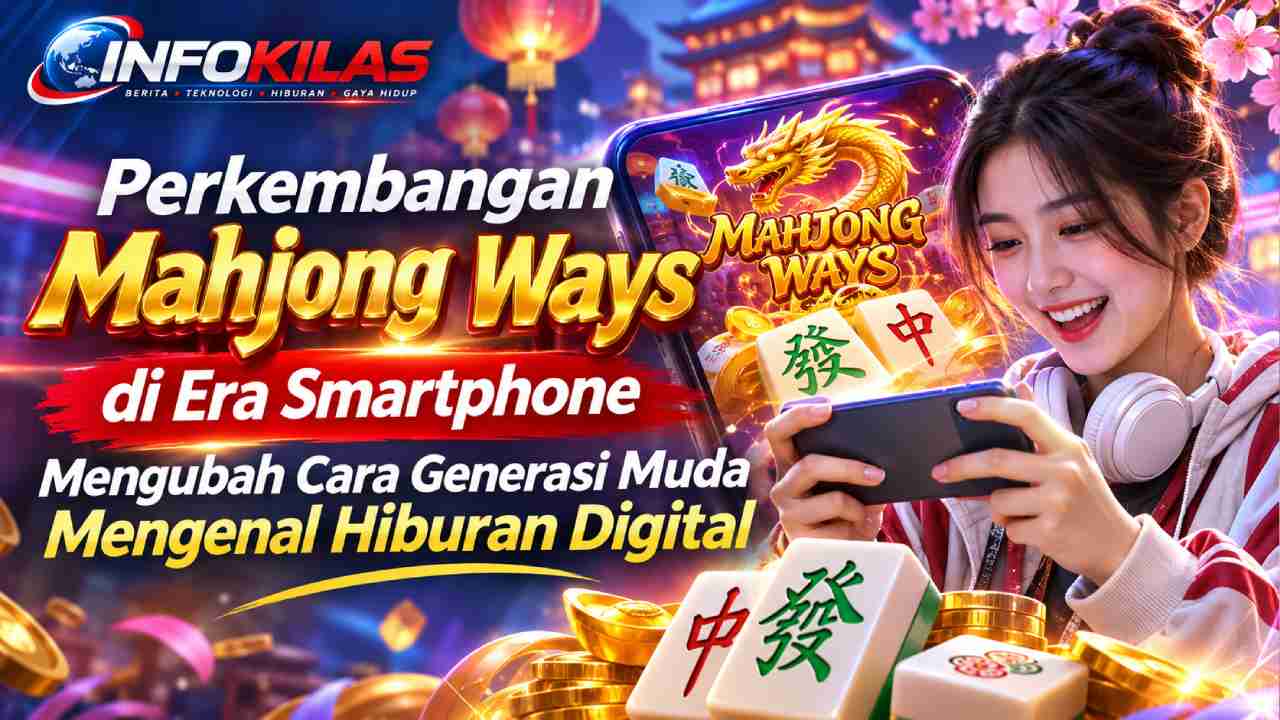 INFOKILAS
BERITA • TEKNOLOGI • HIBURAN • GAYA HIDUP
Perkembangan
Mahjong Ways
di Era Smartphone
Mengubah Cara Generasi Muda
Mengenal Hiburan Digital
MAHJONG
WAYS
發
中
中
發